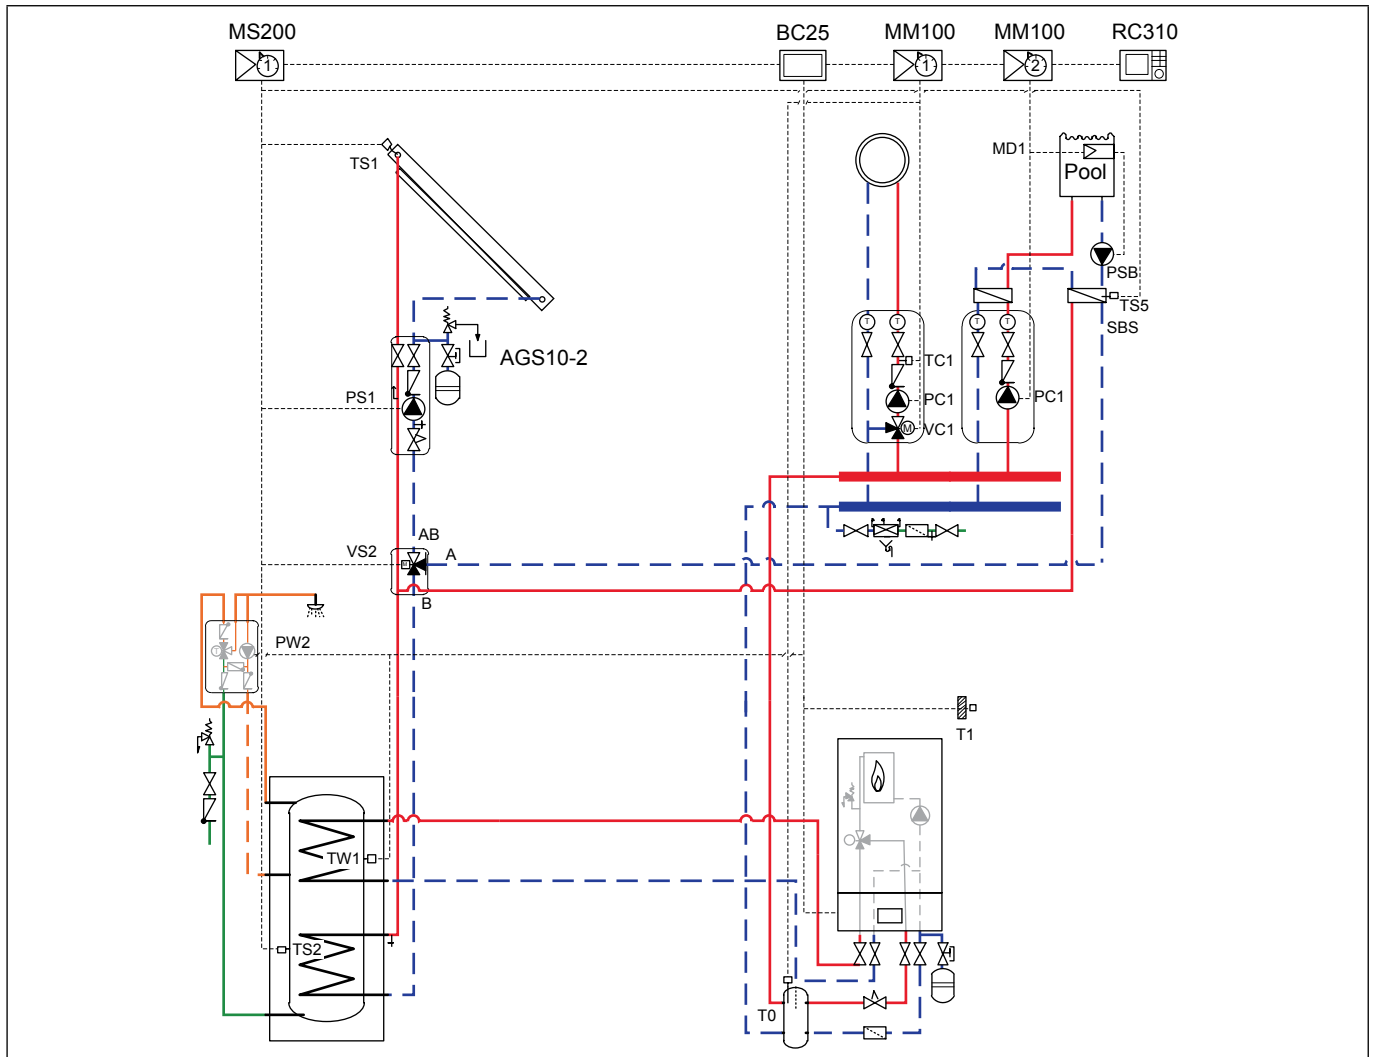 MS200 BC25 MM100 MM100 RC310
1 1 2
TS1
MD1
Pool
PSB
TS5
SBS
T T T T
AGS10-2
TC1
PS1 PC1 PC1
M VC1
AB
VS2 M A
B
PW2
T
T1
TW1
TS2
T0